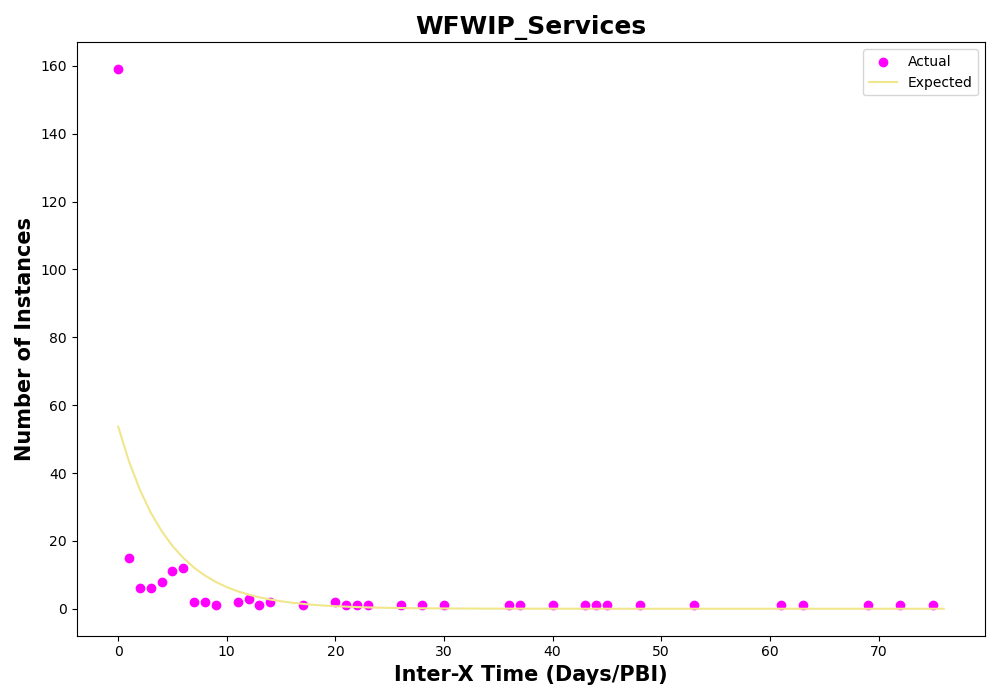 WFWIP_Services
Actual
Expected
Number of Instances
160
140
120
100
80
60
40
20
0
0 10 20 30 40 50 60 70
Inter-X Time (Days/PBI)